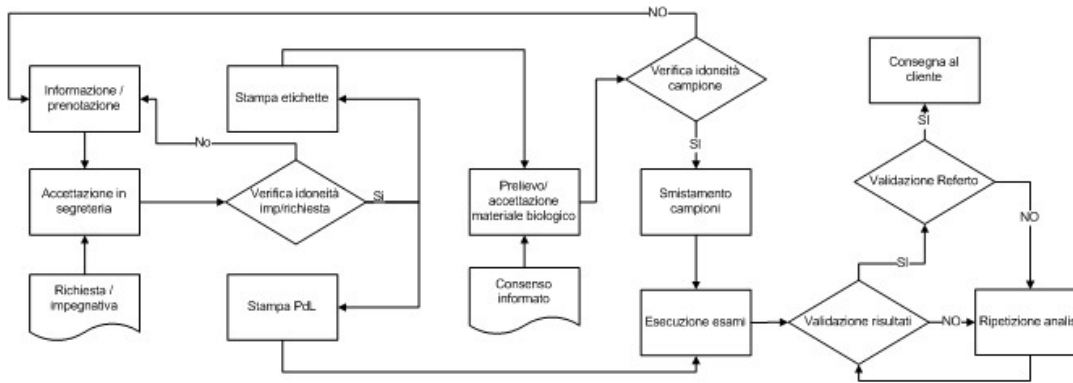 NO
Informazione /
prenotazione
Stampa etichette
Verifica idoneità
campione
Consegna al
cliente
No
SI
SI
Accettazione in
segreteria
Verifica idoneità
imp/richiesta
Si
Prelievo/
accettazione
materiale biologico
Smistamento
campioni
Validazione Referto
NO
SI
Richiesta /
impegnativa
Stampa PdL
Consenso
informato
Esecuzione esami
Validazione risultati
NO
Ripetizione analisi